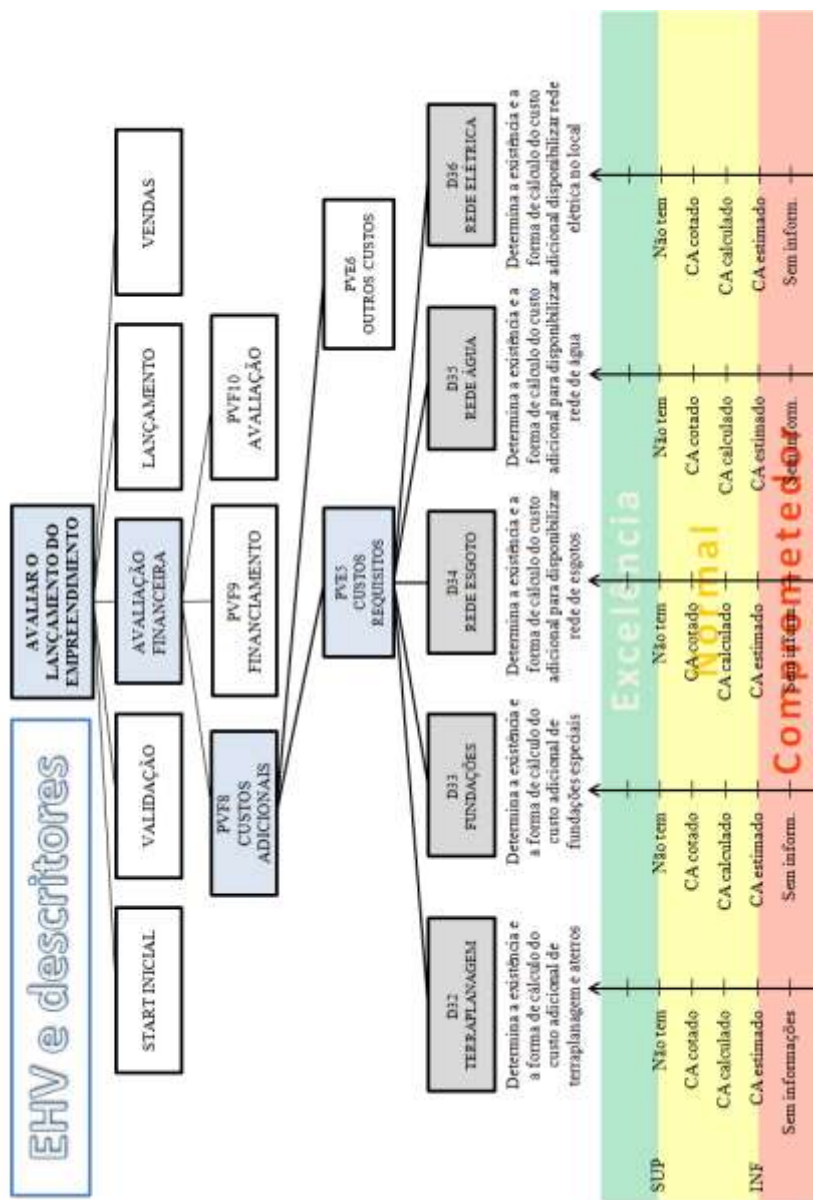 EHV e descritores
AVALIAR O
LANÇAMENTO DO
EMPREENDIMENTO
START INICIAL
VALIDAÇÃO
AVALIAÇÃO
FINANCEIRA
LANÇAMENTO
VENDAS
PVF8
CUSTOS
ADICIONAIS
PVF9
FINANCIAMENTO
PVF10
AVALIAÇÃO
PVE5
CUSTOS
REQUISITOS
PVE6
OUTROS CUSTOS
D32
TERRAPLANAGEM
D33
FUNDAÇÕES
D34
REDE ESGOTO
D35
REDE ÁGUA
D36
REDE ELÉTRICA
Determina a existência e
a forma de cálculo do
custo adicional de
terraplanagem e aterros
Determina a existência e
a forma de cálculo do
custo adicional de
fundações especiais
Determina a existência e a
forma de cálculo do custo
adicional para disponibilizar
rede de esgotos
Determina a existência e a
forma de cálculo do custo
adicional para disponibilizar
rede de água
Determina a existência e a
forma de cálculo do custo
adicional disponibilizar rede
elétrica no local
Excelência
Normal
Comprometedor
SUP
INF
Não tem
CA cotado
CA calculado
CA estimado
Sem informações
Não tem
CA cotado
CA calculado
CA estimado
Sem inform.
Não tem
CA cotado
CA calculado
CA estimado
Sem inform.
Não tem
CA cotado
CA calculado
CA estimado
Sem inform.
Não tem
CA cotado
CA calculado
CA estimado
Sem inform.